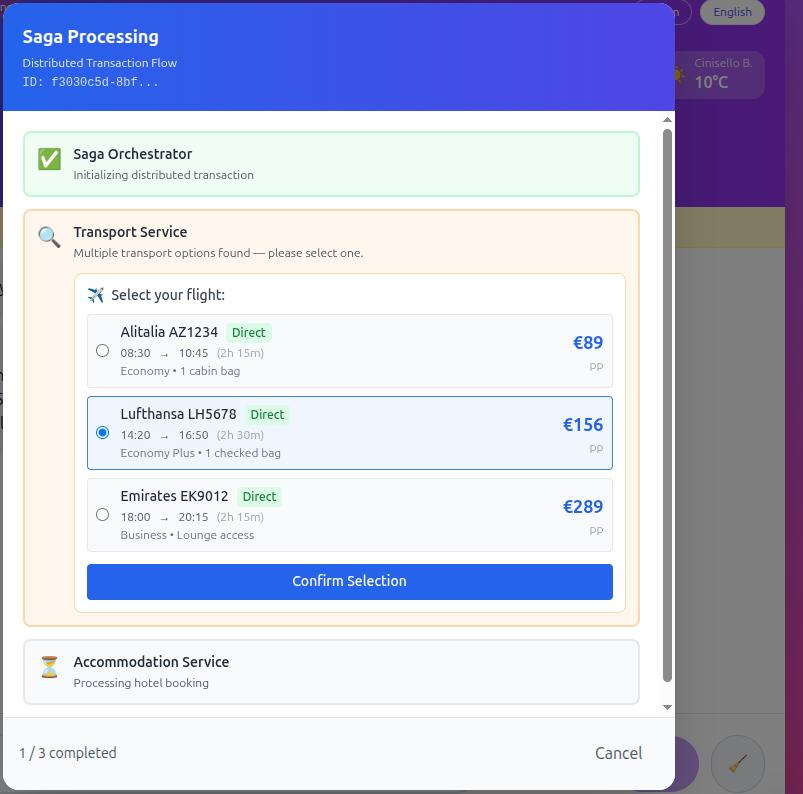 Saga Processing
Distributed Transaction Flow
ID: f3030c5d-8bf...
English
Cinisello B.
10°C
Saga Orchestrator
Initializing distributed transaction
Transport Service
Multiple transport options found — please select one.
Select your flight:
Alitalia AZ1234 Direct
08:30 → 10:45 (2h 15m)
Economy • 1 cabin bag
€89
pp
Lufthansa LH5678 Direct
14:20 → 16:50 (2h 30m)
Economy Plus • 1 checked bag
€156
pp
Emirates EK9012 Direct
18:00 → 20:15 (2h 15m)
Business • Lounge access
€289
pp
Confirm Selection
Accommodation Service
Processing hotel booking
1 / 3 completed
Cancel